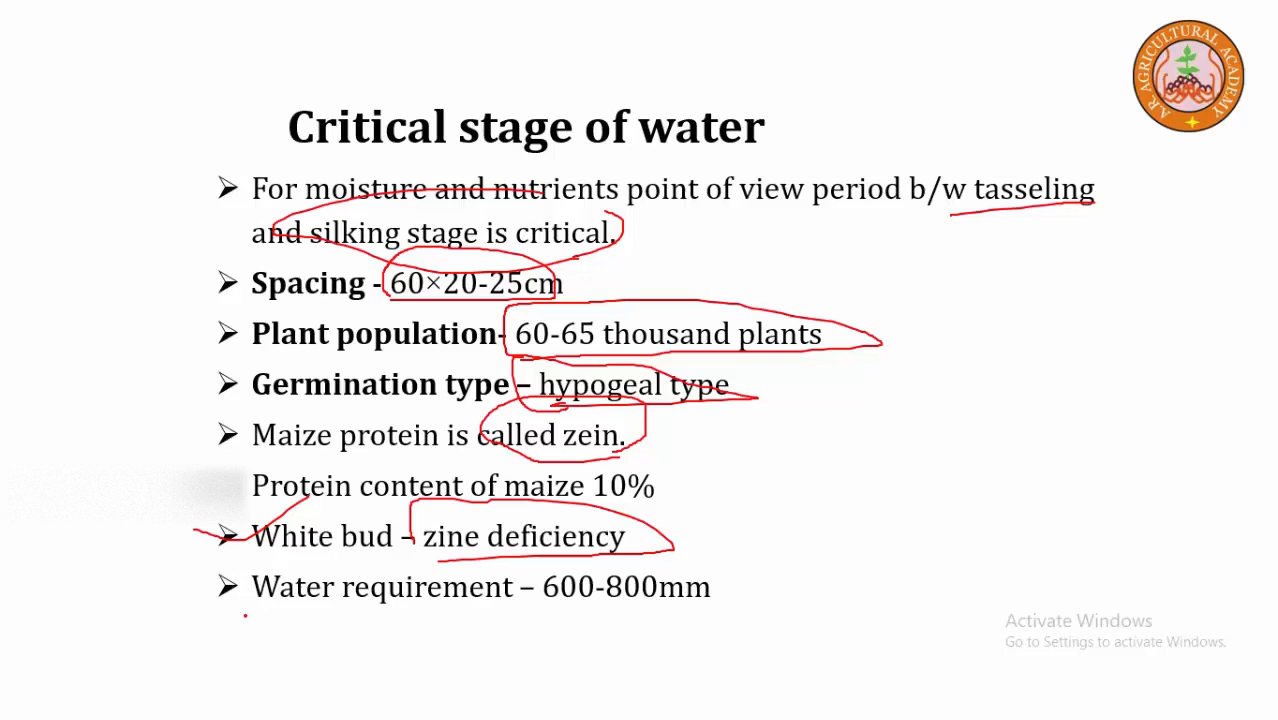 A.R. AGRICULTURAL ACADEMY
Critical stage of water
➢ For moisture and nutrients point of view period b/w tasseling
and silking stage is critical.
➢ Spacing - 60×20-25cm
➢ Plant population- 60-65 thousand plants
➢ Germination type – hypogeal type
➢ Maize protein is called zein.
Protein content of maize 10%
➢ White bud – zine deficiency
➢ Water requirement – 600-800mm
Activate Windows
Go to Settings to activate Windows.